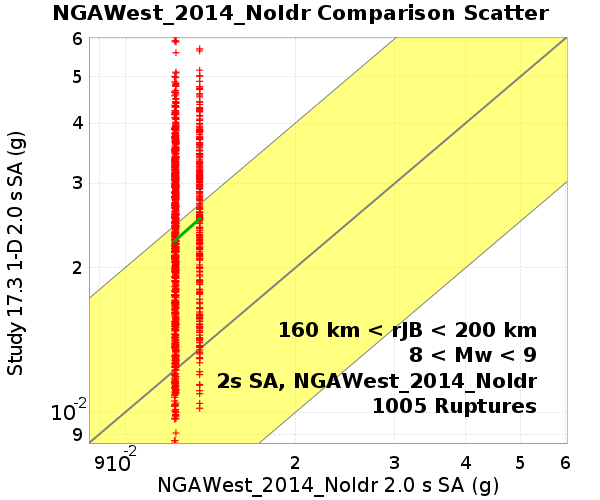 NGAWest_2014_NoIdr Comparison Scatter
6
5
4
3
2
10-2
9
Study 17.3 1-D 2.0 s SA (g)
160 km < rJB < 200 km
8 < Mw < 9
2s SA, NGAWest_2014_NoIdr
1005 Ruptures
9 10-2 2 3 4 5 6
NGAWest_2014_NoIdr 2.0 s SA (g)